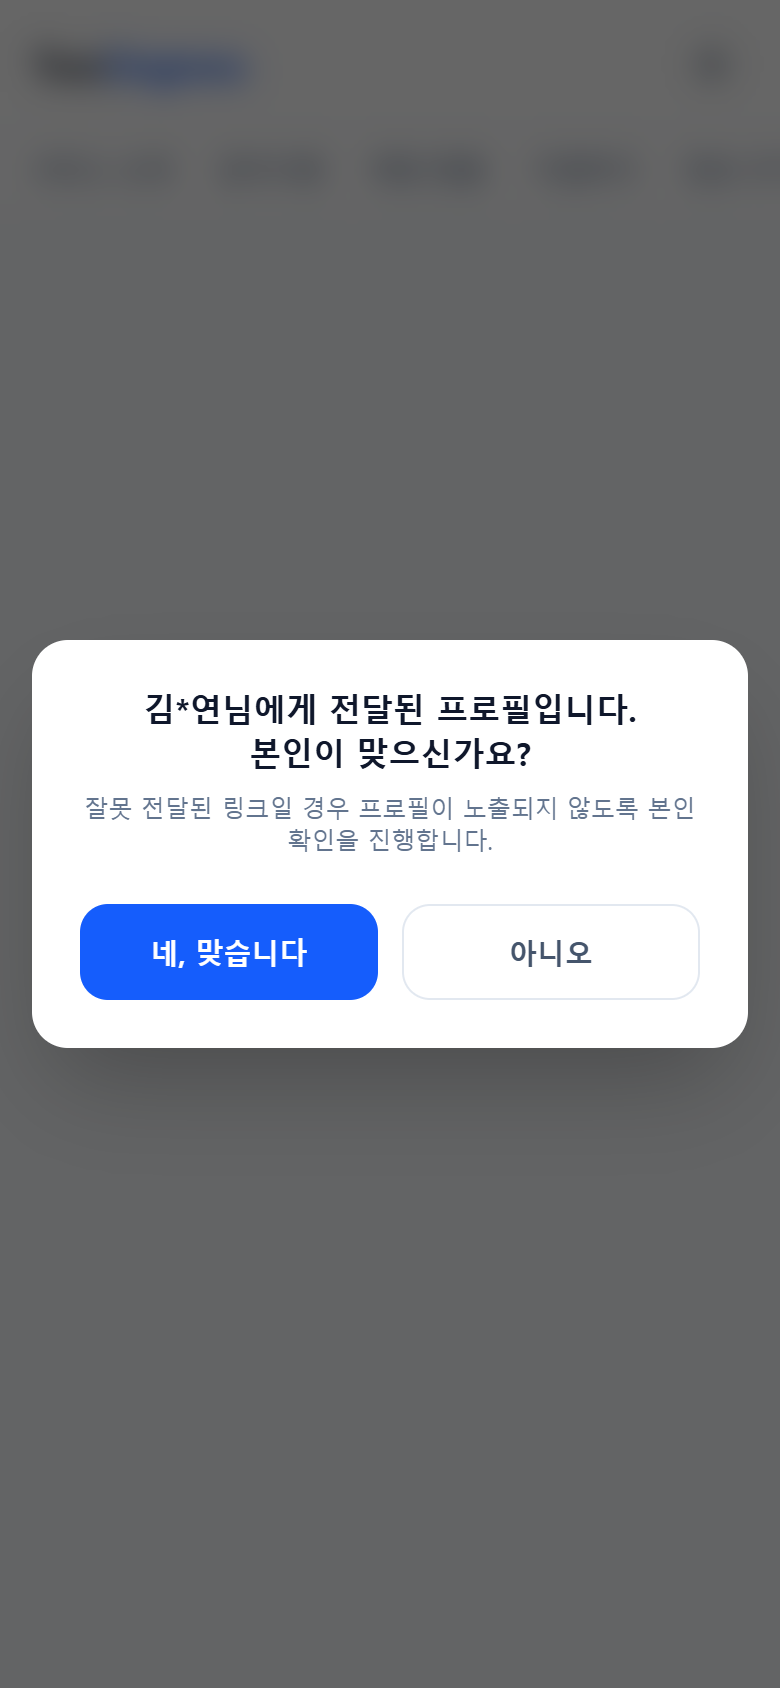 김*연님에게 전달된 프로필입니다.
본인이 맞으신가요?
잘못 전달된 링크일 경우 프로필이 노출되지 않도록 본인
확인을 진행합니다.
네, 맞습니다
아니오